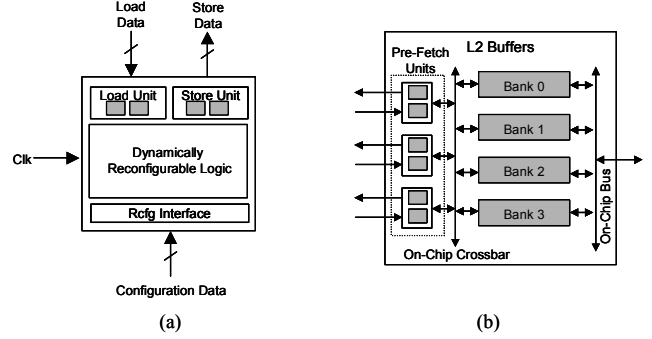 Load
Data
Store
Data
Load Unit
Store Unit
Clk
Dynamically
Reconfigurable Logic
Rcfg Interface
Configuration Data
(a)
L2 Buffers
Pre-Fetch
Units
Bank 0
Bank 1
Bank 2
Bank 3
On-Chip Bus
On-Chip Crossbar
(b)